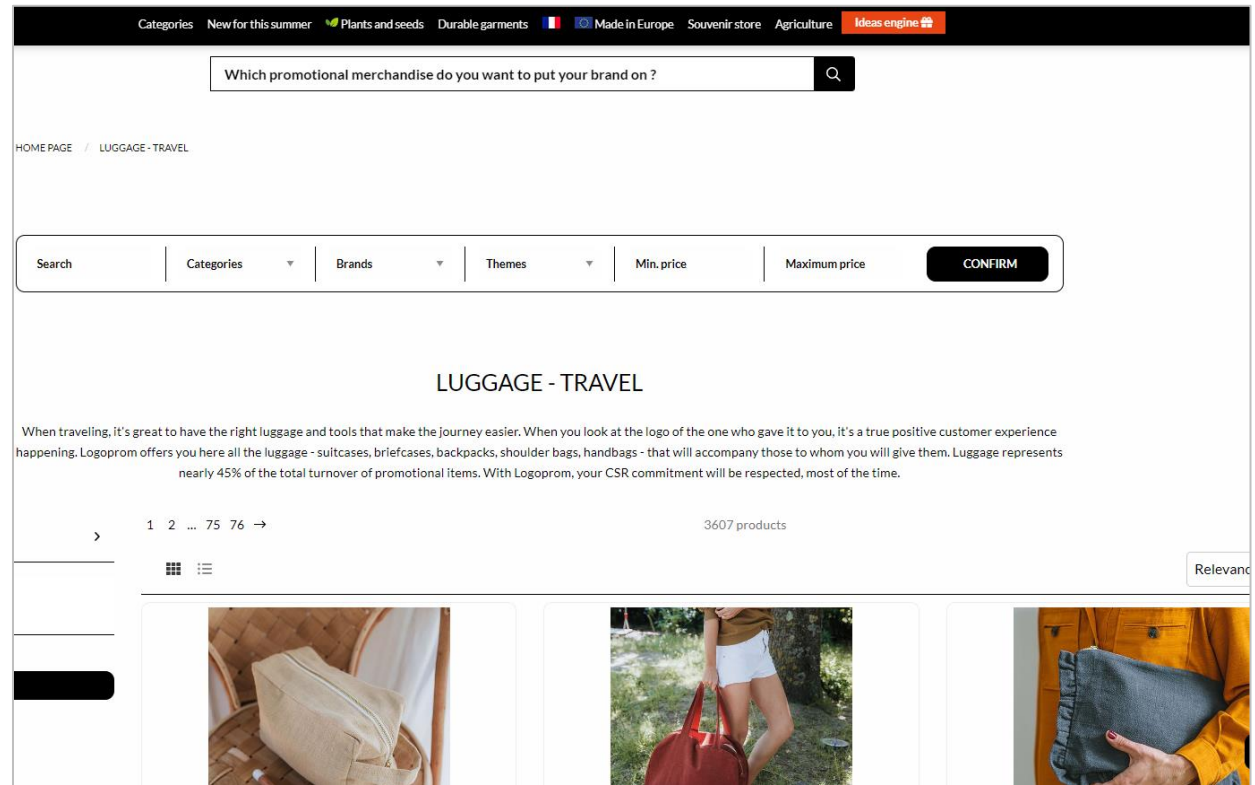 Categories New for this summer Plants and seeds Durable garments Made in Europe Souvenir store Agriculture Ideas engine
Which promotional merchandise do you want to put your brand on ?
HOME PAGE / LUGGAGE - TRAVEL
Search Categories Brands Themes Min. price Maximum price CONFIRM
LUGGAGE - TRAVEL
When traveling, it's great to have the right luggage and tools that make the journey easier. When you look at the logo of the one who gave it to you, it's a true positive customer experience
happening. Logoprom offers you here all the luggage - suitcases, briefcases, backpacks, shoulder bags, handbags - that will accompany those to whom you will give them. Luggage represents
nearly 45% of the total turnover of promotional items. With Logoprom, your CSR commitment will be respected, most of the time.
1 2 ... 75 76 → 3607 products
Relevanc